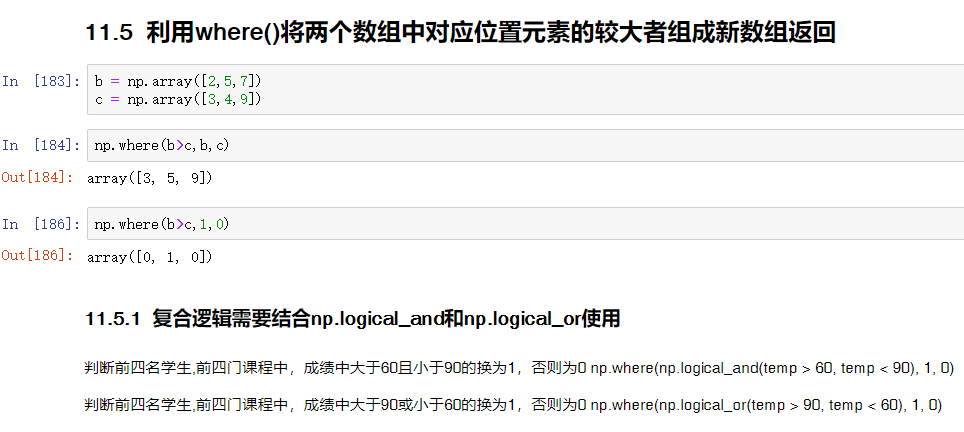 11.5 利用where()将两个数组中对应位置元素的较大者组成新数组返回
In [183]: b = np.array([2,5,7])
c = np.array([3,4,9])
In [184]: np.where(b>c,b,c)
Out[184]: array([3, 5, 9])
In [186]: np.where(b>c,1,0)
Out[186]: array([0, 1, 0])
11.5.1 复合逻辑需要结合np.logical_and和np.logical_or使用
判断前四名学生,前四门课程中，成绩中大于60且小于90的换为1，否则为0 np.where(np.logical_and(temp > 60, temp < 90), 1, 0)
判断前四名学生,前四门课程中，成绩中大于90或小于60的换为1，否则为0 np.where(np.logical_or(temp > 90, temp < 60), 1, 0)